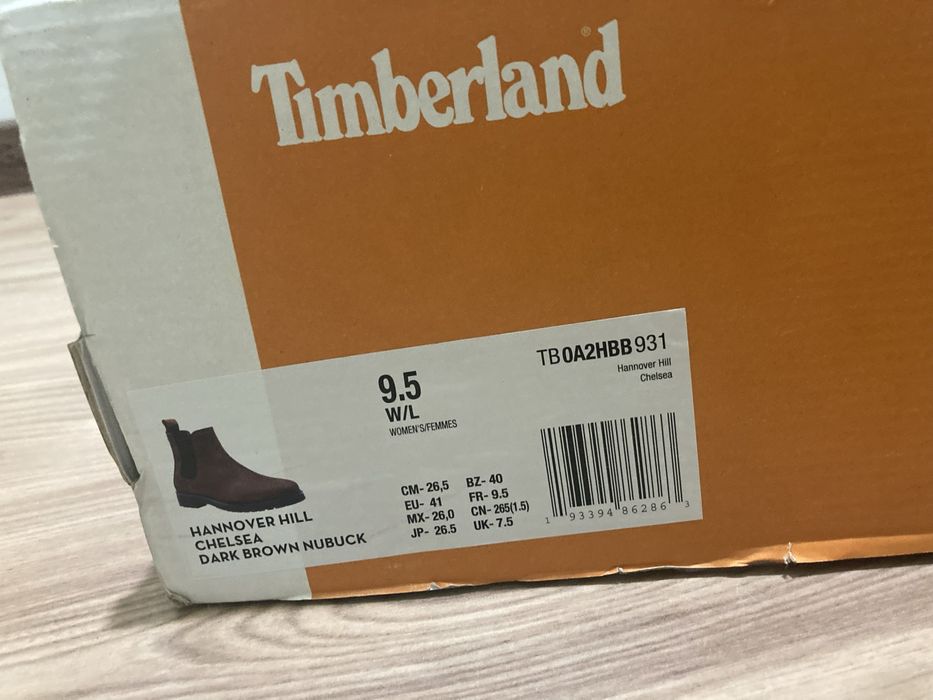 Timberland®
9.5
W/L
WOMEN'S/FEMMES
TB0A2HBB931
Hannover Hill
Chelsea
HANNOVER HILL
CHELSEA
DARK BROWN NUBUCK
CM- 26,5 BZ- 40
EU- 41 FR- 9.5
MX- 26,0 CN- 265(1.5)
JP- 26.5 UK- 7.5
1 93394 86286 3